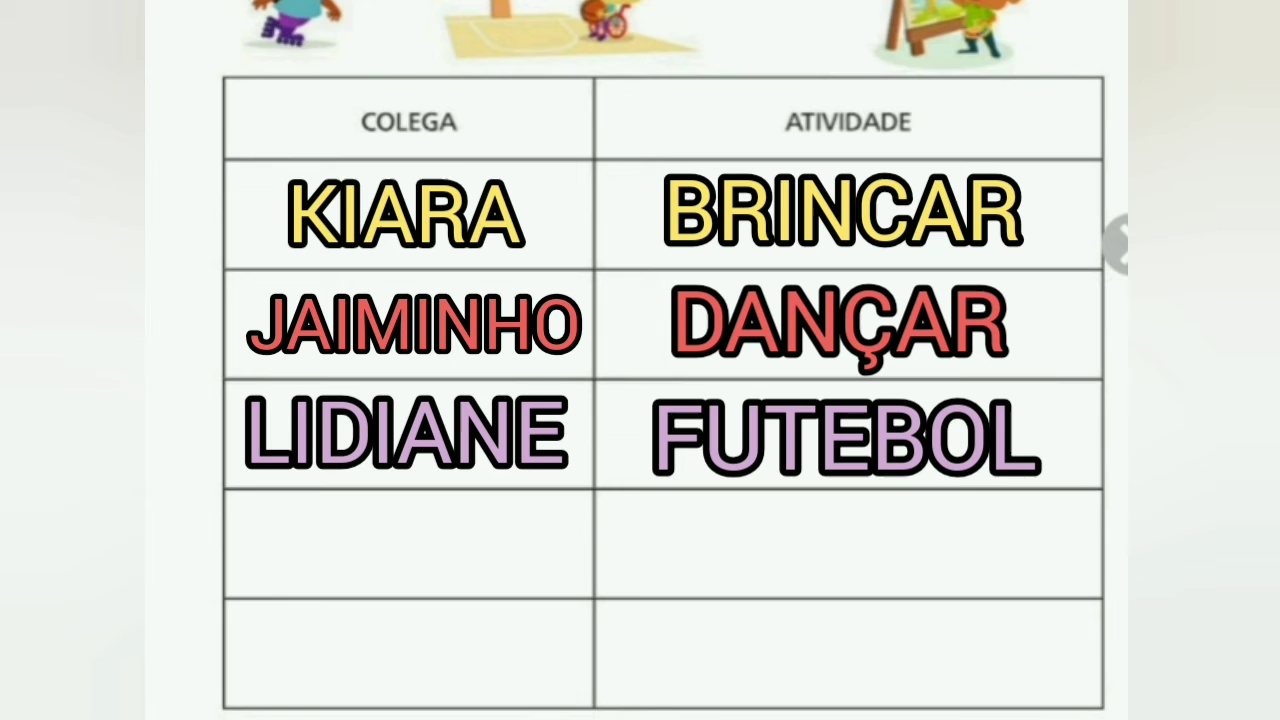 COLEGA ATIVIDADE
KIARA BRINCAR
JAIMINHO DANÇAR
LIDIANE FUTEBOL